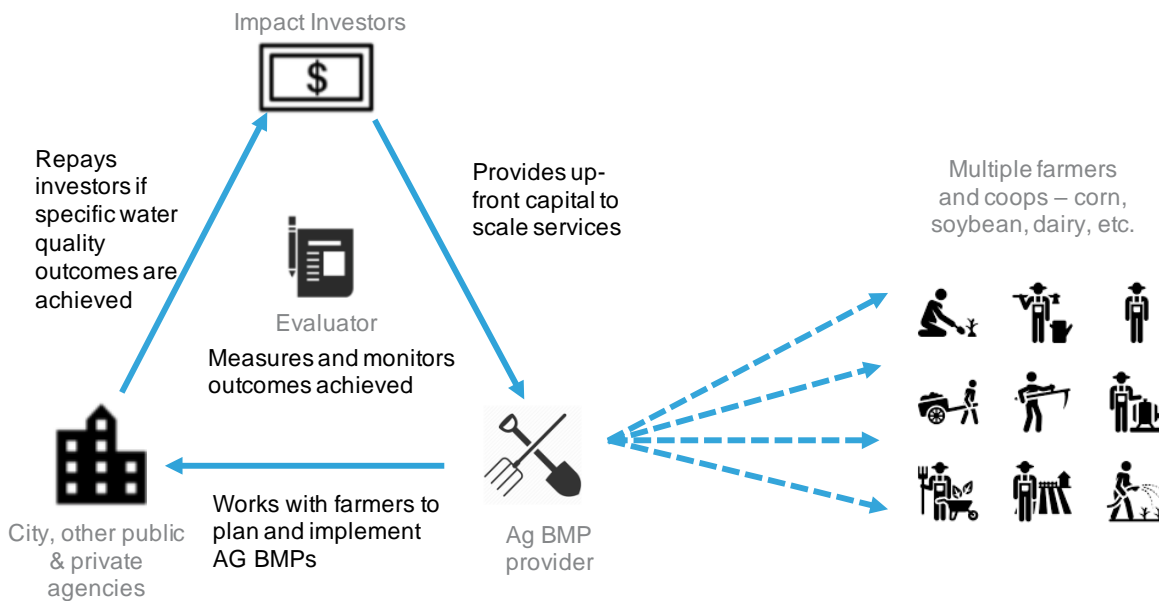 Impact Investors
$
Repays
investors if
specific water
quality
outcomes are
achieved
Provides up-
front capital to
scale services
Multiple farmers
and coops – corn,
soybean, dairy, etc.
Evaluator
Measures and monitors
outcomes achieved
Works with farmers to
plan and implement
AG BMPs
City, other public
& private
agencies
Ag BMP
provider